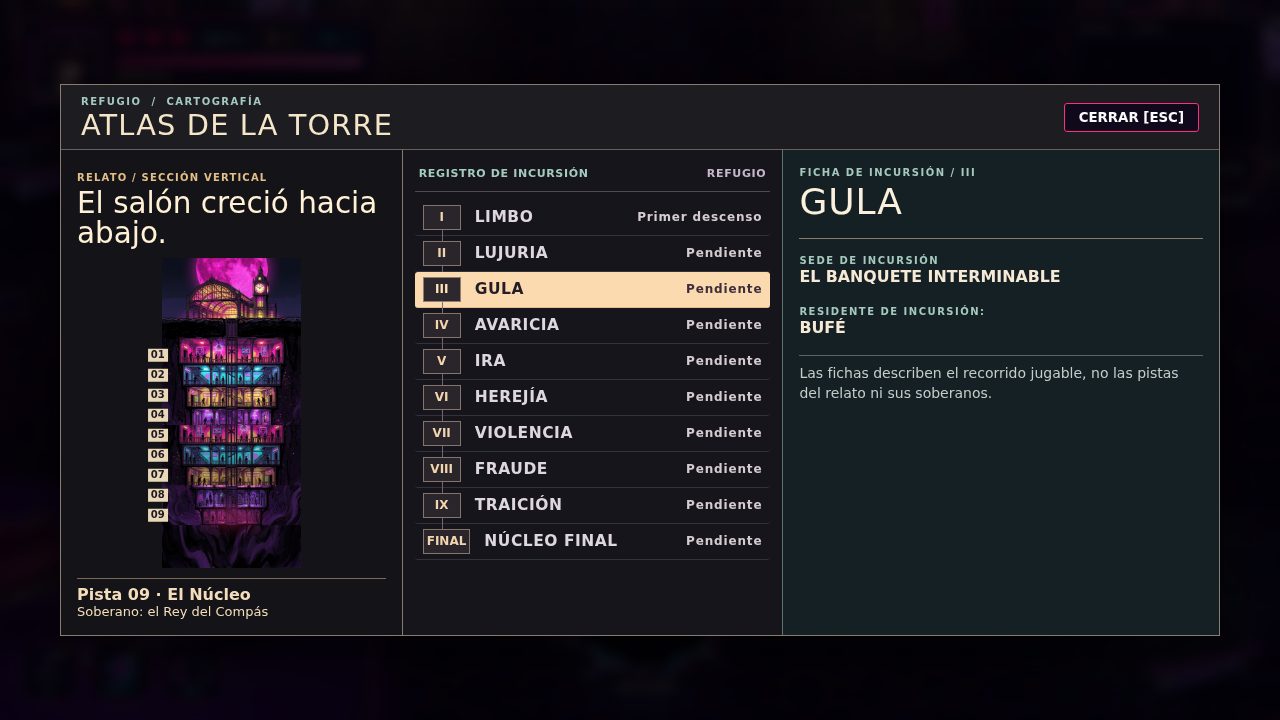 REFUGIO / CARTOGRAFÍA
ATLAS DE LA TORRE
CERRAR [ESC]
RELATO / SECCIÓN VERTICAL
El salón creció hacia
abajo.
01
02
03
04
05
06
07
08
09
Pista 09 · El Núcleo
Soberano: el Rey del Compás
REGISTRO DE INCURSIÓN REFUGIO
I LIMBO Primer descenso
II LUJURIA Pendiente
III GULA Pendiente
IV AVARICIA Pendiente
V IRA Pendiente
VI HEREJÍA Pendiente
VII VIOLENCIA Pendiente
VIII FRAUDE Pendiente
IX TRAICIÓN Pendiente
FINAL NÚCLEO FINAL Pendiente
FICHA DE INCURSIÓN / III
GULA
SEDE DE INCURSIÓN
EL BANQUETE INTERMINABLE
RESIDENTE DE INCURSIÓN:
BUFÉ
Las fichas describen el recorrido jugable, no las pistas
del relato ni sus soberanos.